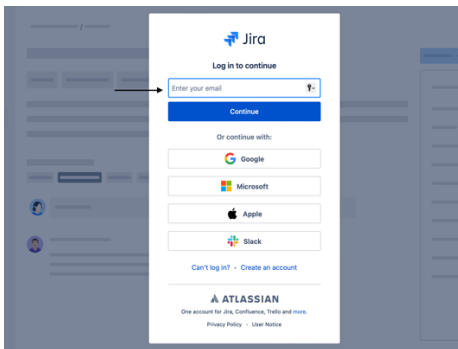 Jira
Log in to continue
Enter your email
Continue
Or continue with:
Google
Microsoft
Apple
Slack
Can't log in? • Create an account
ATLASSIAN
One account for Jira, Confluence, Trello and more.
Privacy Policy • User Notice